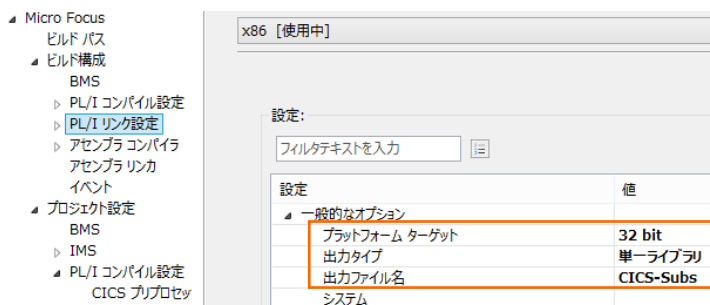 Micro Focus
ビルド パス
ビルド構成
BMS
PL/I コンパイル設定
PL/I リンク設定
アセンブラ コンパイラ
アセンブラ リンカ
イベント
プロジェクト設定
BMS
IMS
PL/I コンパイル設定
CICS プリプロセッ
x86 [使用中]
設定:
フィルタテキストを入力
設定 値
一般的なオプション
プラットフォーム ターゲット 32 bit
出力タイプ 単一ライブラリ
出力ファイル名 CICS-Subs
システム